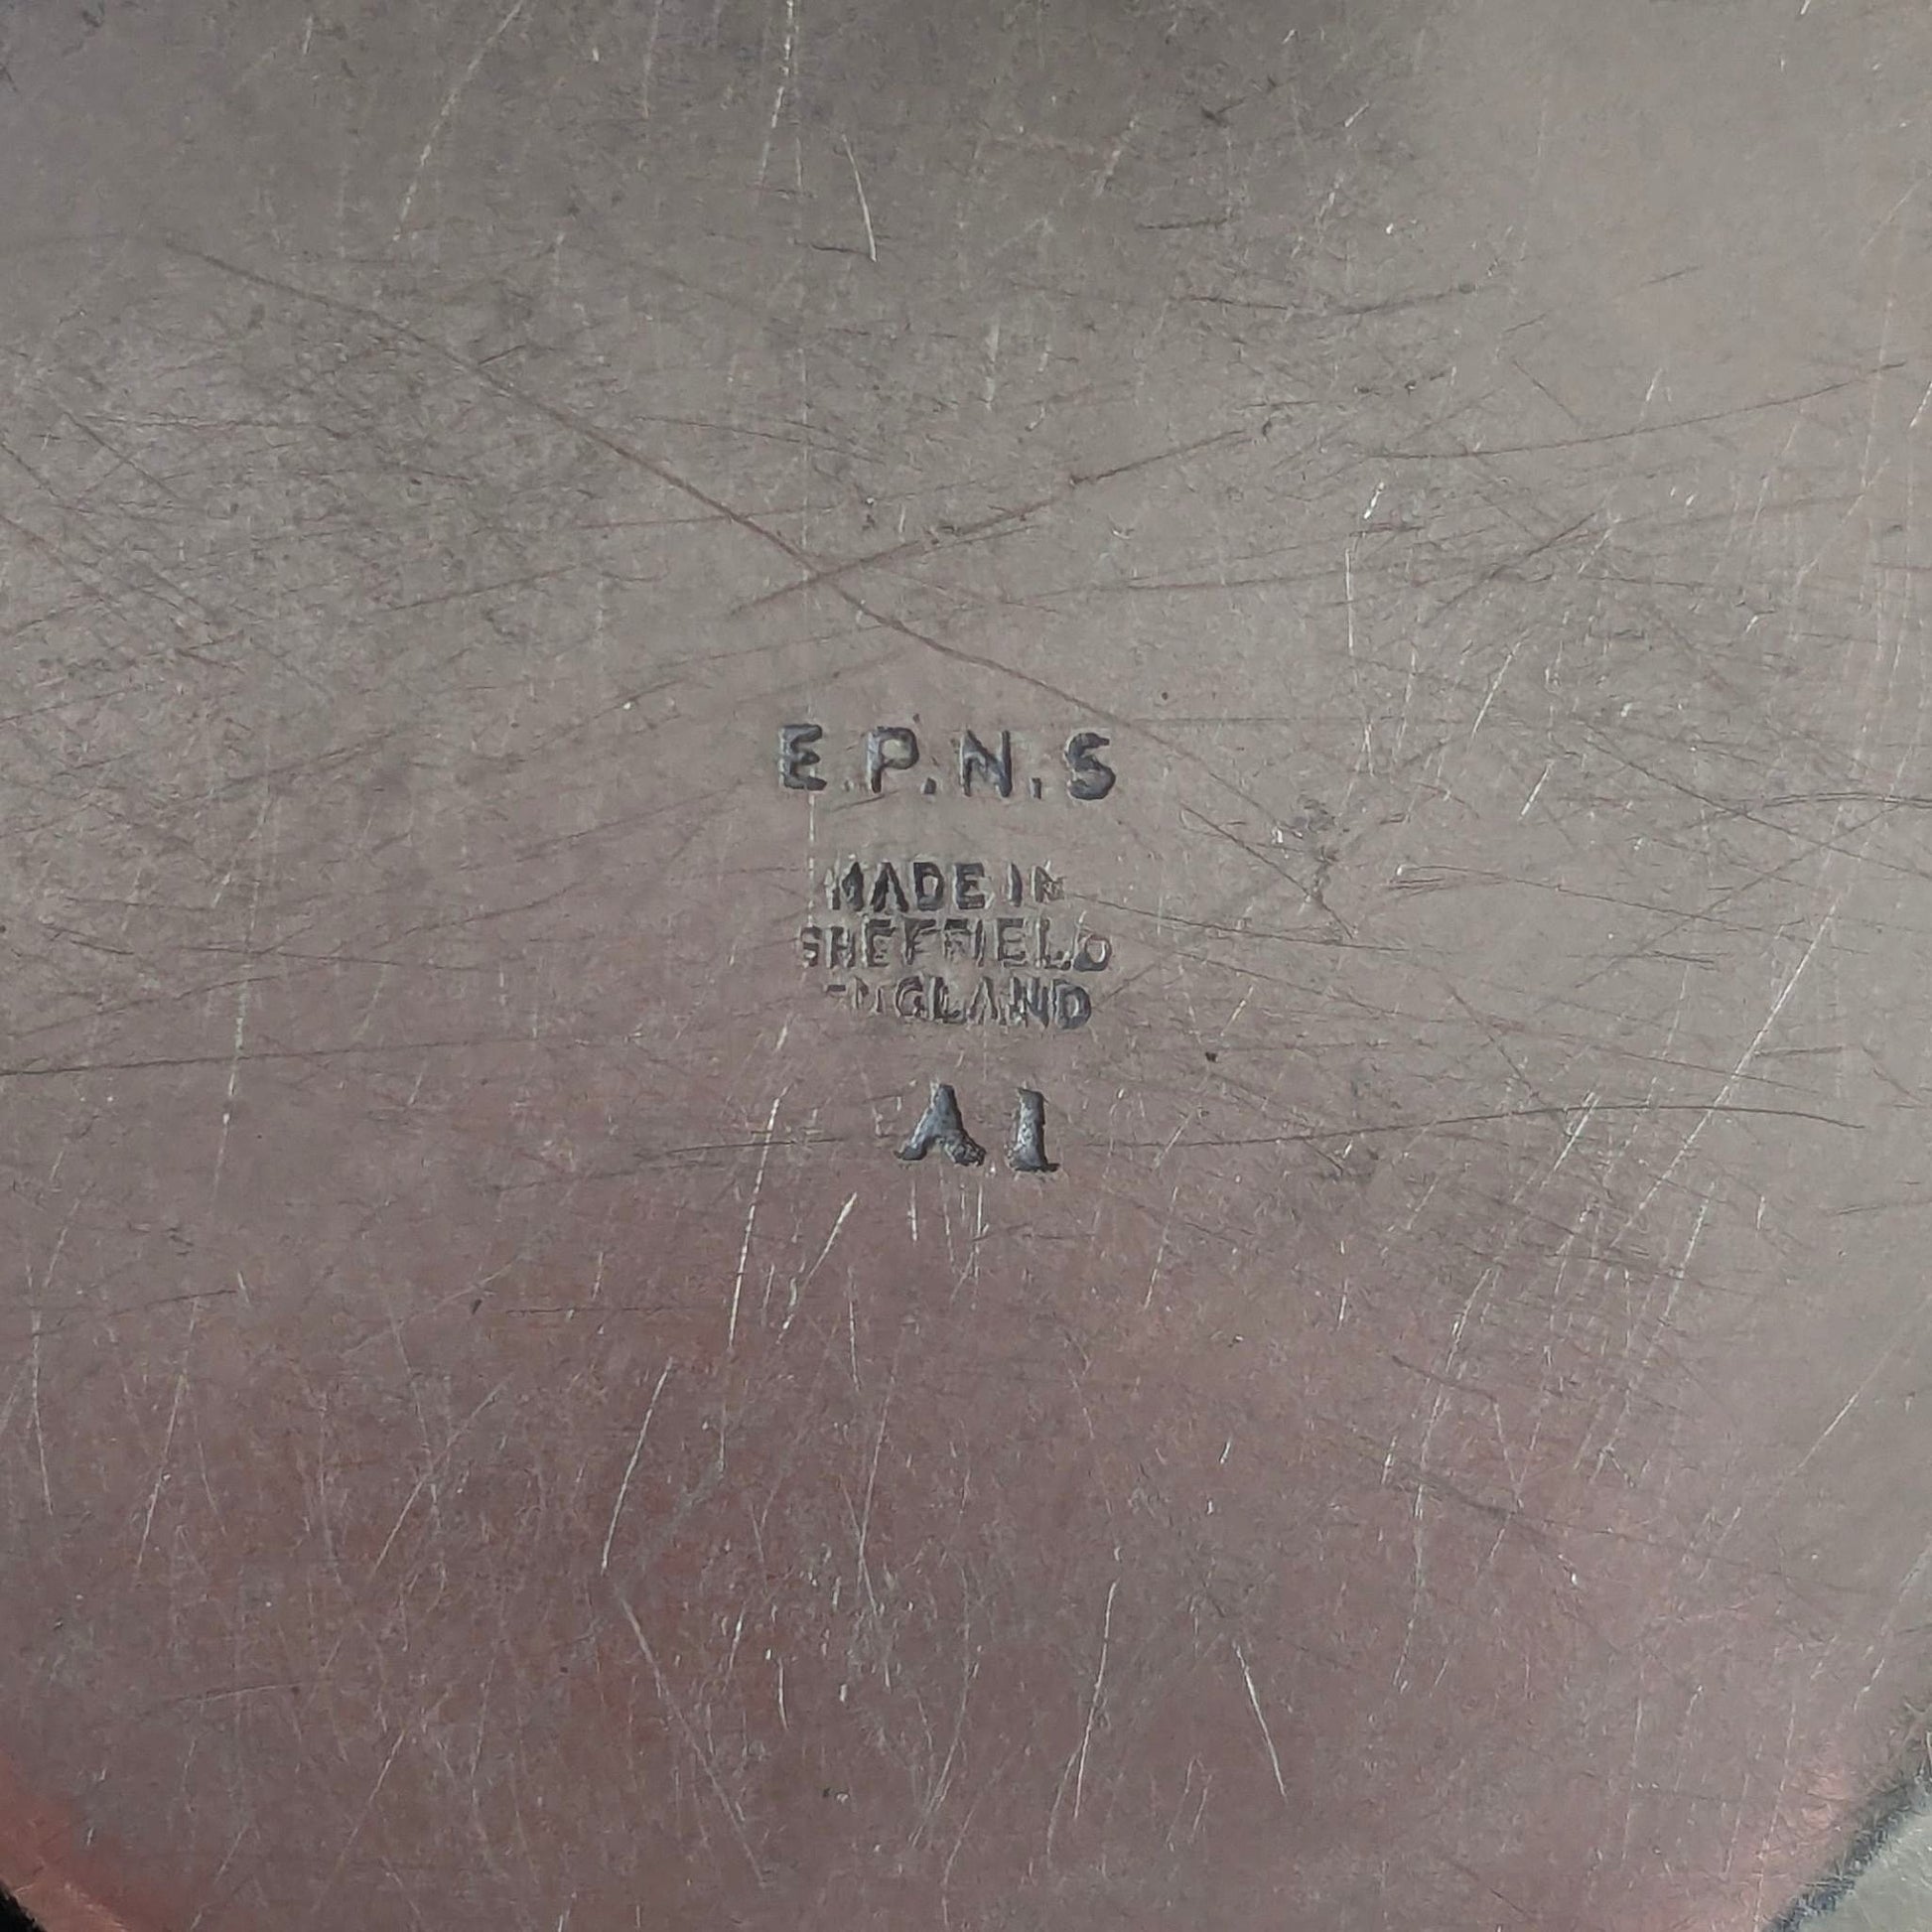 E.P.N.S
MADE IN
SHEFFIELD
ENGLAND
A1